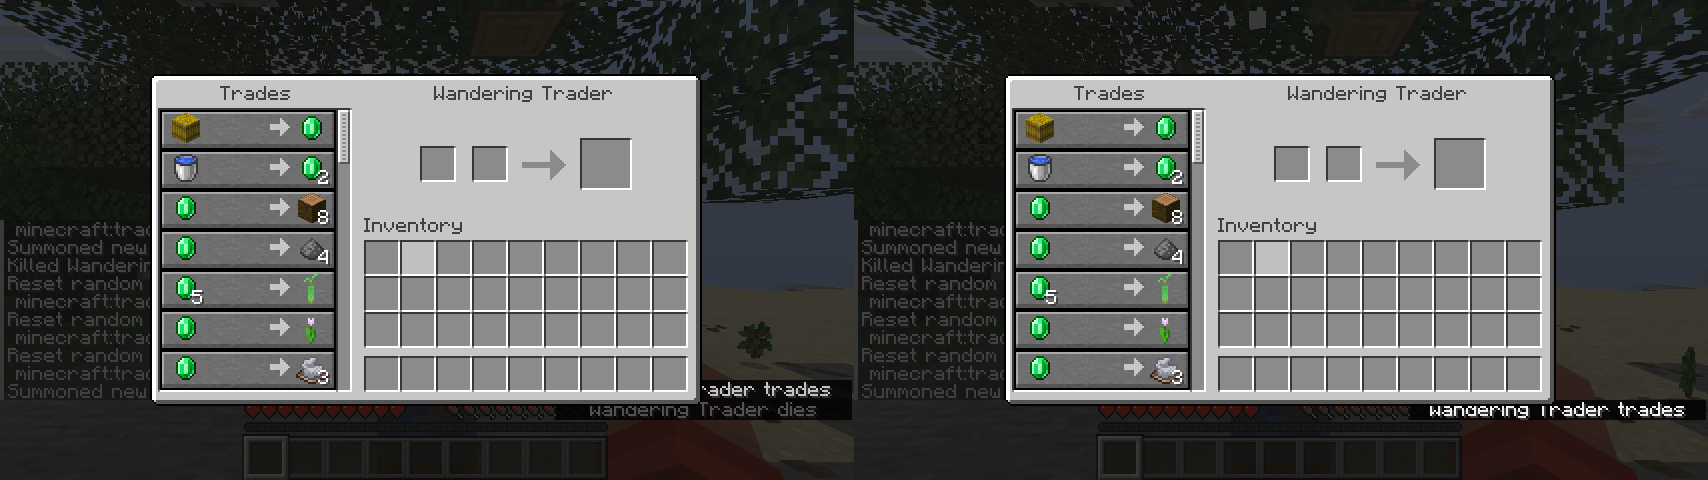 Trades
Wandering Trader
2
8
4
5
3
Inventory
minecraft:trad
Summoned new
Killed Wanderin
Reset random
minecraft:trad
Reset random
minecraft:trad
Reset random
minecraft:trac
Summoned new
rader trades
Wandering Trader dies
Trades
Wandering Trader
2
8
4
5
3
Inventory
minecraft:trad
Summoned new
Killed Wanderin
Reset random
minecraft:trad
Reset random
minecraft:trad
Reset random
minecraft:trac
Summoned new
Wandering Trader trades